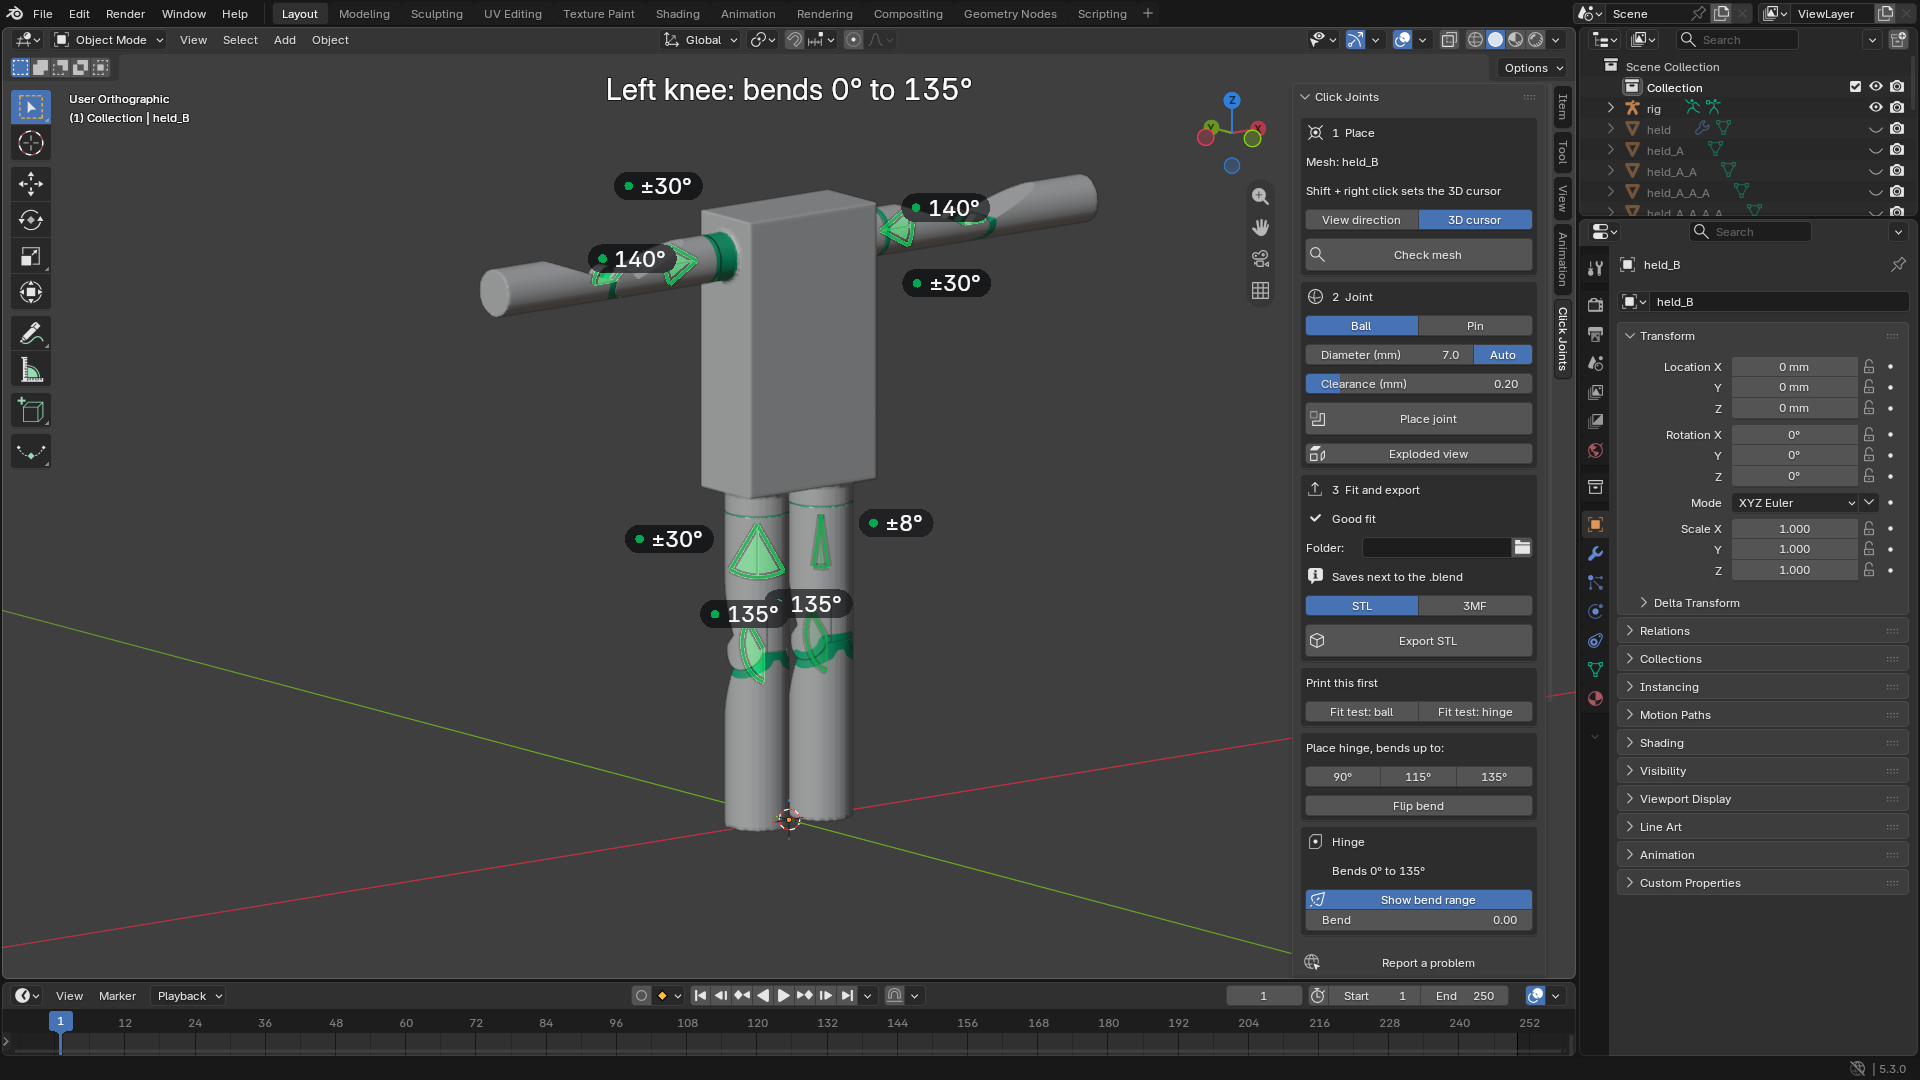 File Edit Render Window Help Layout Modeling Sculpting UV Editing Texture Paint Shading Animation Rendering Compositing Geometry Nodes Scripting Scene ViewLayer
Object Mode View Select Add Object Global Search
Options
User Orthographic
(1) Collection | held_B
Left knee: bends 0° to 135°
Z
Y
X
±30°
140°
140°
±30°
±30°
±8°
135°
135°
Click Joints
1 Place
Mesh: held_B
Shift + right click sets the 3D cursor
View direction 3D cursor
Check mesh
2 Joint
Ball Pin
Diameter (mm) 7.0 Auto
Clearance (mm) 0.20
Place joint
Exploded view
3 Fit and export
Good fit
Folder:
Saves next to the .blend
STL 3MF
Export STL
Print this first
Fit test: ball Fit test: hinge
Place hinge, bends up to:
90° 115° 135°
Flip bend
Hinge
Bends 0° to 135°
Show bend range
Bend 0.00
Report a problem
Item
Tool
View
Animation
Click Joints
Scene Collection
Collection
rig
held
held_A
held_A_A
held_A_A_A
held_A_A_A_A
Search
held_B
held_B
Transform
Location X 0 mm
Y 0 mm
Z 0 mm
Rotation X 0°
Y 0°
Z 0°
Mode XYZ Euler
Scale X 1.000
Y 1.000
Z 1.000
Delta Transform
Relations
Collections
Instancing
Motion Paths
Shading
Visibility
Viewport Display
Line Art
Animation
Custom Properties
View Marker Playback 1 Start 1 End 250
1 12 24 36 48 60 72 84 96 108 120 132 144 156 168 180 192 204 216 228 240 252
5.3.0